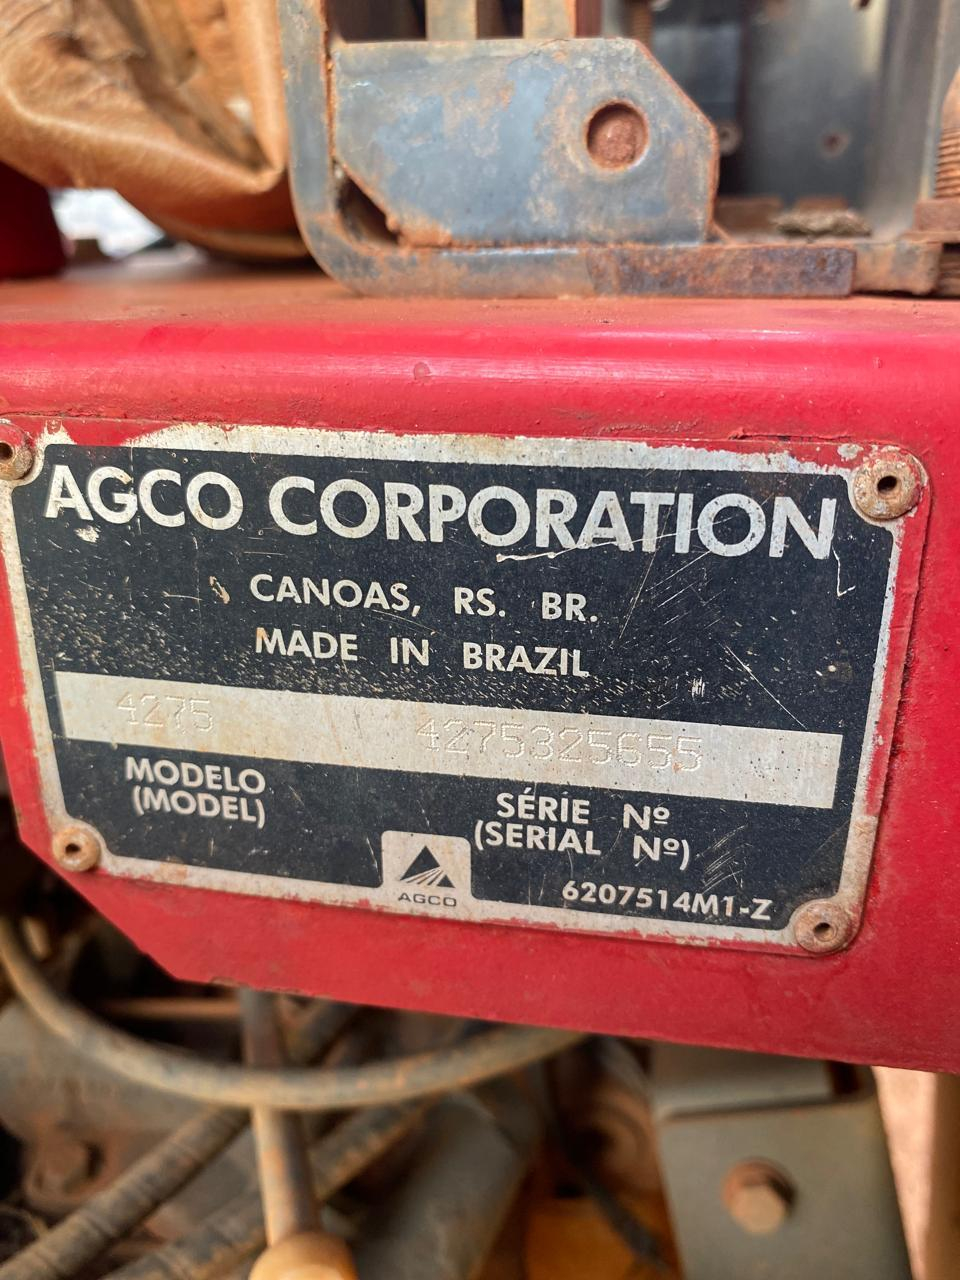 AGCO CORPORATION
CANOAS, RS. BR.
MADE IN BRAZIL
4275 4275325655
MODELO SÉRIE Nº
(MODEL) (SERIAL Nº)
AGCO
6207514M1-Z